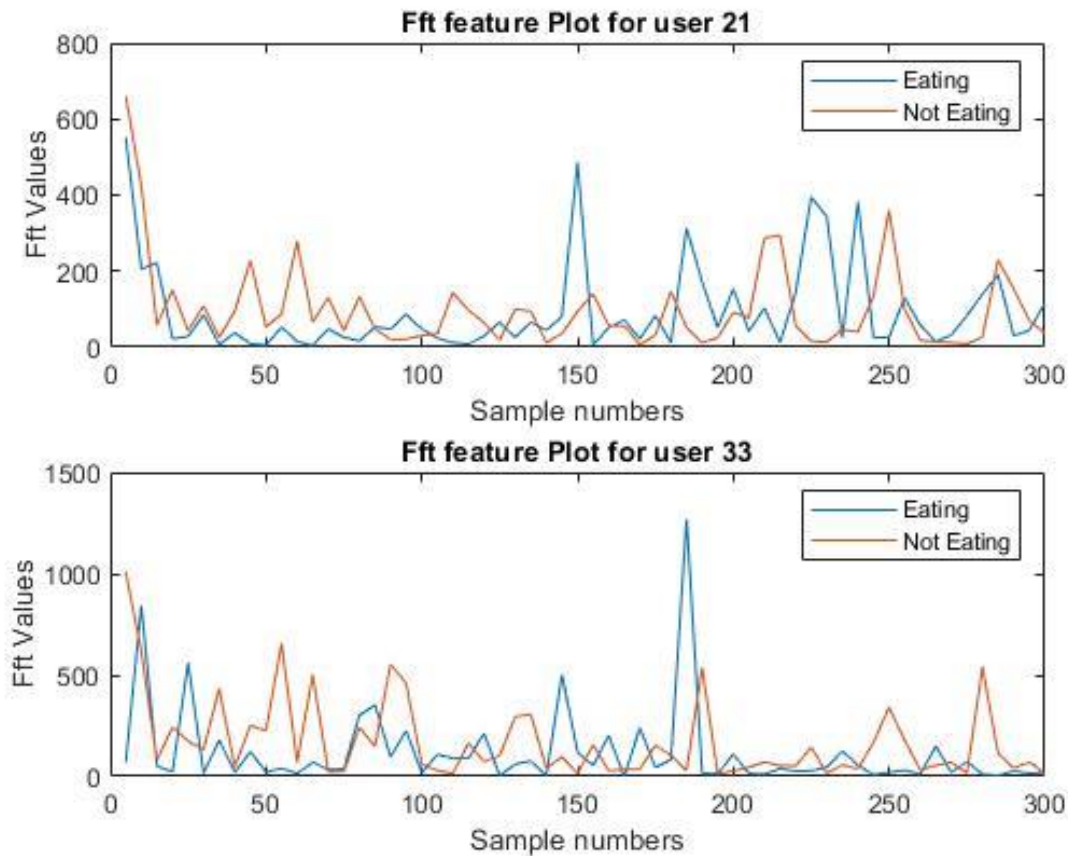 Fft feature Plot for user 21
800
600
400
200
0
Fft Values
Eating
Not Eating
0 50 100 150 200 250 300
Sample numbers
Fft feature Plot for user 33
1500
1000
500
0
Fft Values
Eating
Not Eating
0 50 100 150 200 250 300
Sample numbers